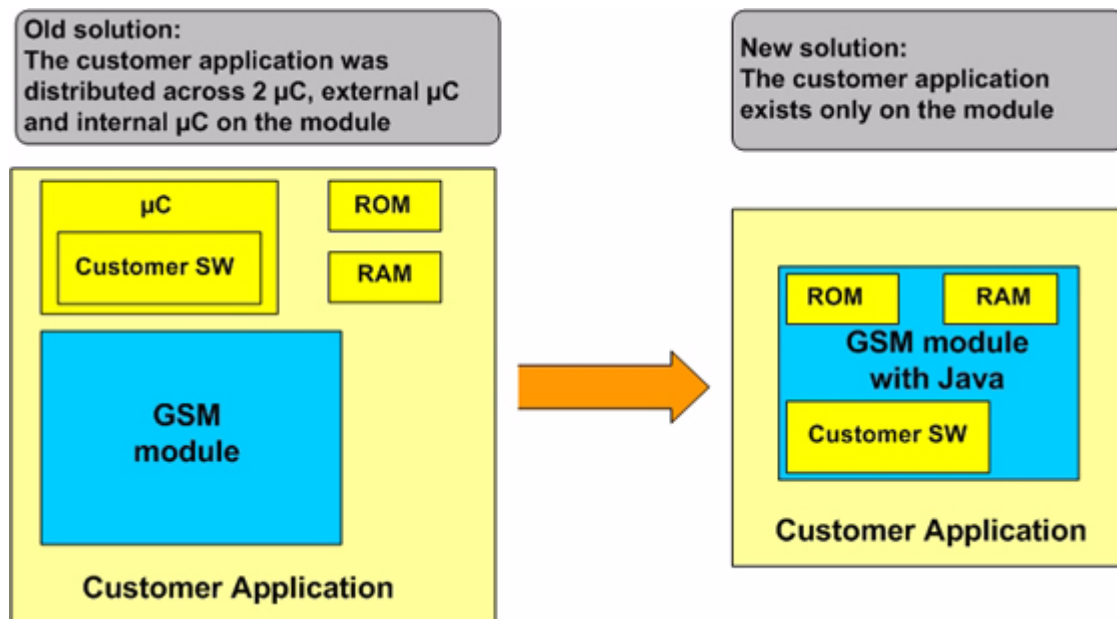 Old solution:
The customer application was
distributed across 2 µC, external µC
and internal µC on the module
µC
Customer SW
ROM
RAM
GSM
module
Customer Application
New solution:
The customer application
exists only on the module
ROM
RAM
GSM module
with Java
Customer SW
Customer Application